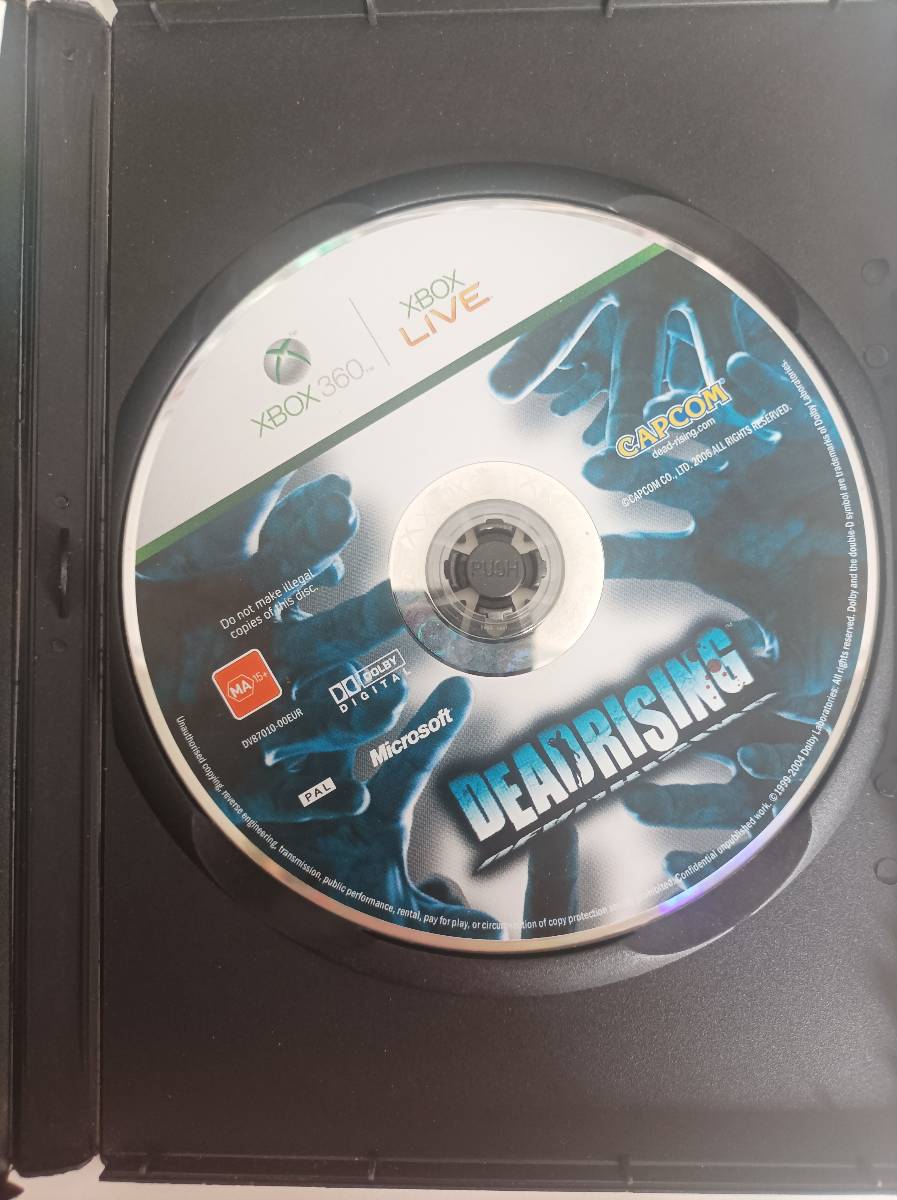 XBOX 360™
XBOX
LIVE
CAPCOM
dead-rising.com
©CAPCOM CO., LTD. 2006 ALL RIGHTS RESERVED.
PUSH
Do not make illegal
copies of this disc.
MA 15+
DV87010-00EUR
DOLBY
DIGITAL
Microsoft
PAL
DEADRISING™
Unauthorised copying, reverse engineering, transmission, public performance, rental, pay for play, or circumvention of copy protection Confidential unpublished work. ©1999-2004 Dolby Laboratories. All rights reserved. Dolby and the double-D symbol are trademarks of Dolby Laboratories.